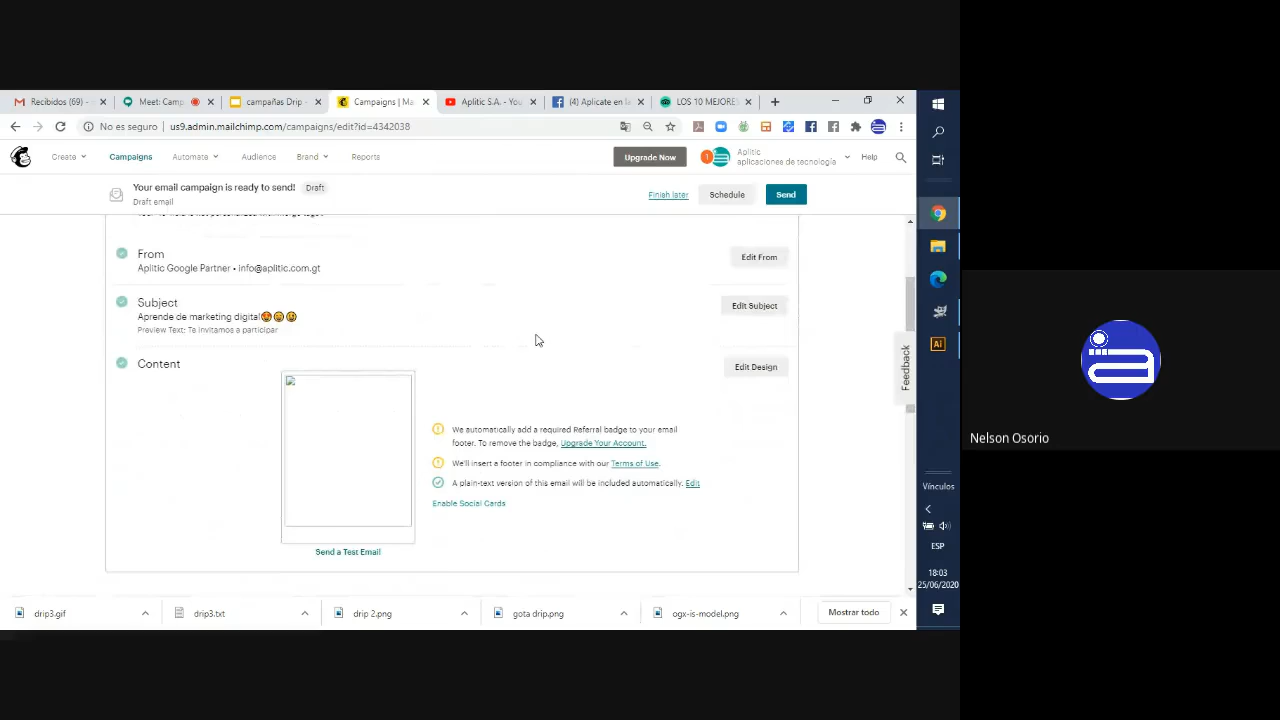 Recibidos (69) -
Meet: Camp
campañas Drip -
Campaigns | Ma
Aplitic S.A. - You
(4) Aplicate en la
LOS 10 MEJORE
No es seguro
us9.admin.mailchimp.com/campaigns/edit?id=4342038
Create
Campaigns
Automate
Audience
Brand
Reports
Upgrade Now
1
Aplitic
aplicaciones de tecnología
Help
Your email campaign is ready to send!
Draft
Draft email
Finish later
Schedule
Send
From
Aplitic Google Partner • info@aplitic.com.gt
Edit From
Subject
Aprende de marketing digital
Preview Text: Te invitamos a participar
Edit Subject
Content
Edit Design
We automatically add a required Referral badge to your email
footer. To remove the badge, Upgrade Your Account.
We'll insert a footer in compliance with our Terms of Use.
A plain-text version of this email will be included automatically. Edit
Enable Social Cards
Send a Test Email
Feedback
drip3.gif
drip3.txt
drip 2.png
gota drip.png
ogx-is-model.png
Mostrar todo
Ai
Vínculos
ESP
18:03
25/06/2020
Nelson Osorio